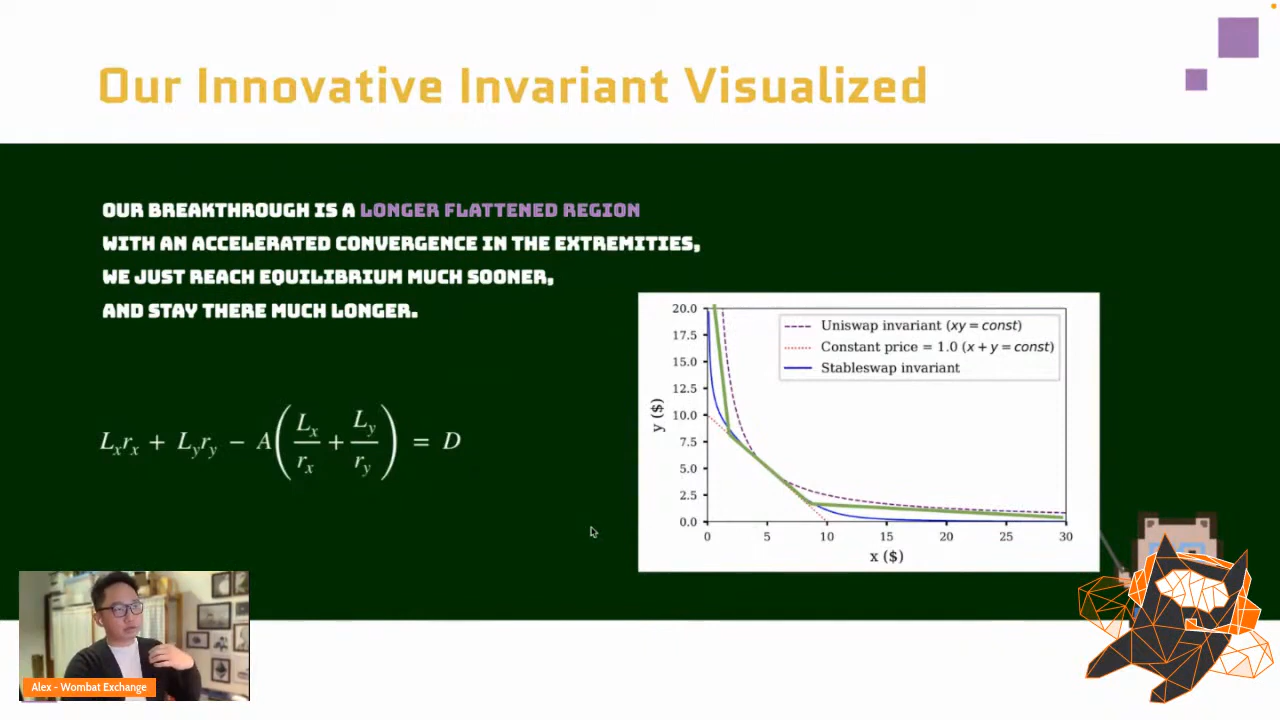 Our Innovative Invariant Visualized
OUR BREAKTHROUGH IS A LONGER FLATTENED REGION
WITH AN ACCELERATED CONVERGENCE IN THE EXTREMITIES,
WE JUST REACH EQUILIBRIUM MUCH SOONER,
AND STAY THERE MUCH LONGER.
L_x r_x + L_y r_y − A(L_x/r_x + L_y/r_y) = D
Uniswap invariant (xy = const)
Constant price = 1.0 (x + y = const)
Stableswap invariant
y ($)
20.0
17.5
15.0
12.5
10.0
7.5
5.0
2.5
0.0
0 5 10 15 20 25 30
x ($)
Alex - Wombat Exchange